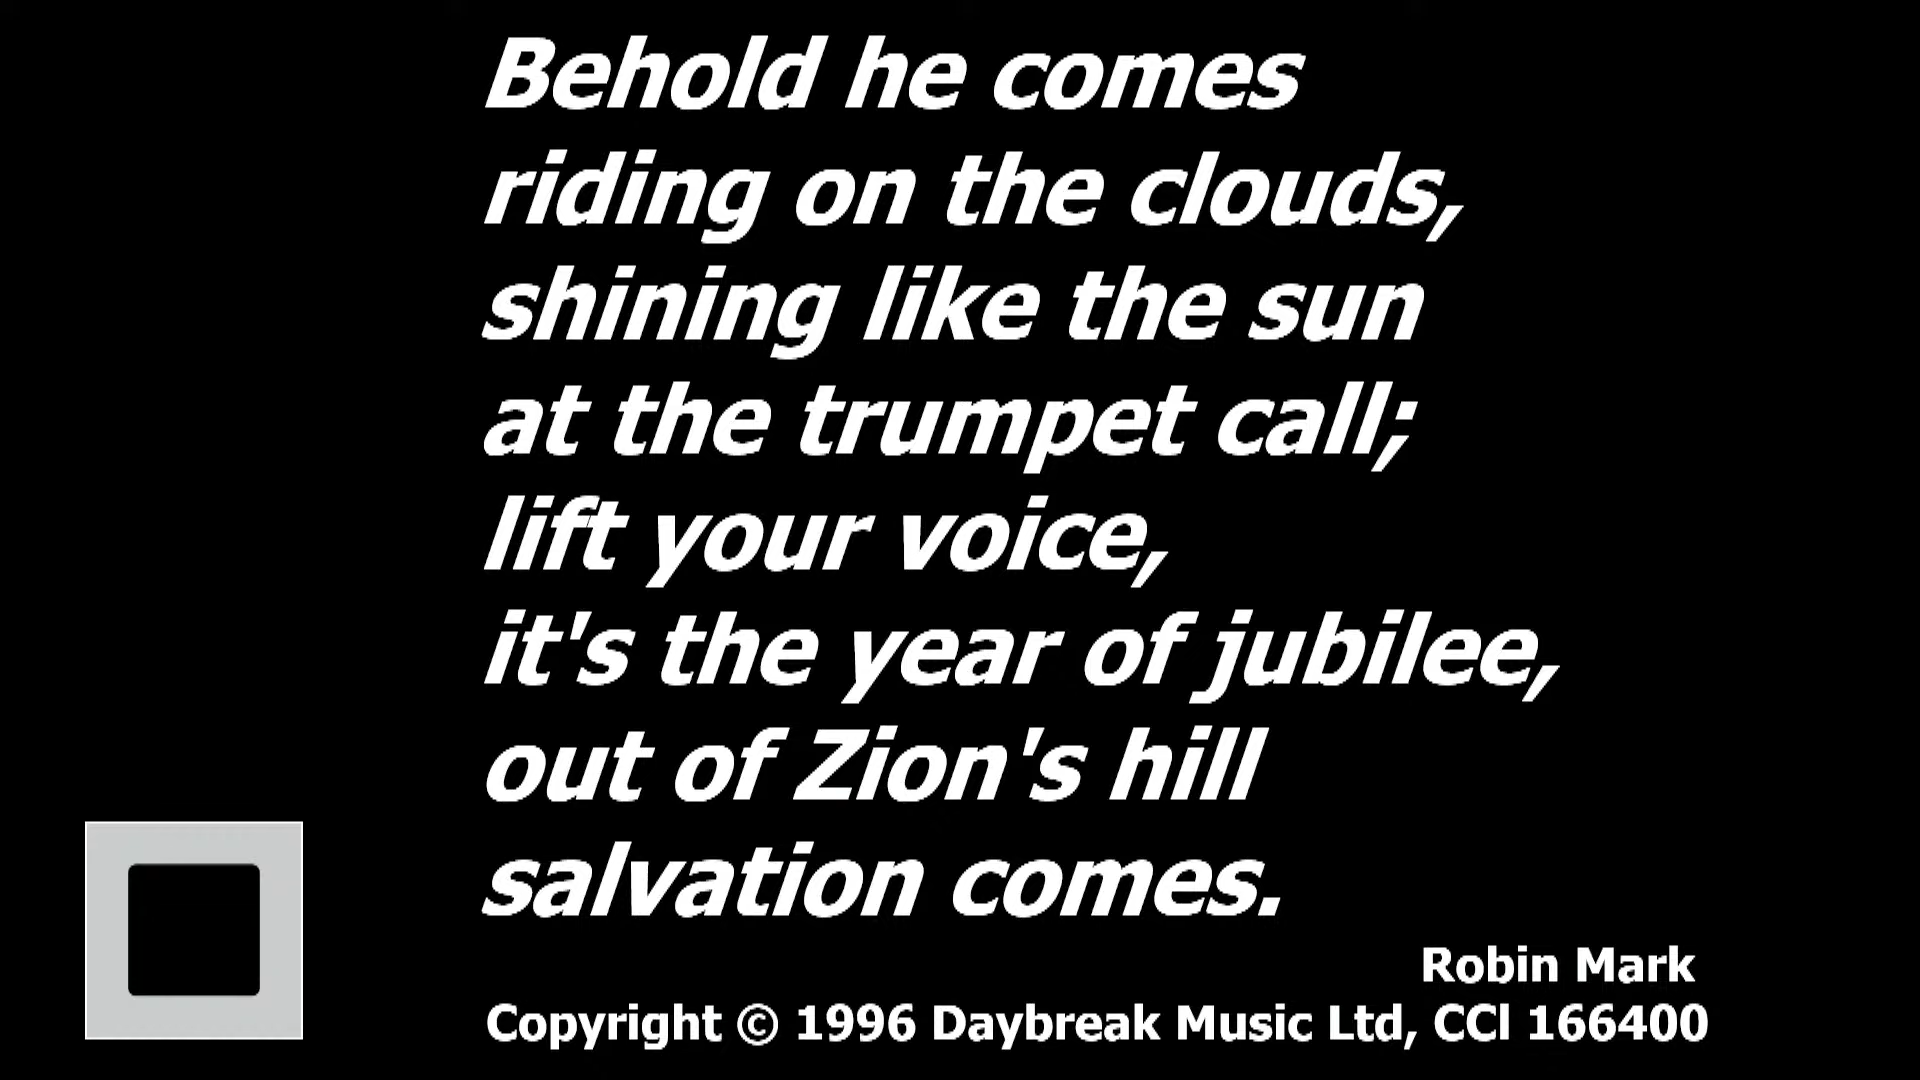 Behold he comes
riding on the clouds,
shining like the sun
at the trumpet call;
lift your voice,
it's the year of jubilee,
out of Zion's hill
salvation comes.
Robin Mark
Copyright © 1996 Daybreak Music Ltd, CCl 166400